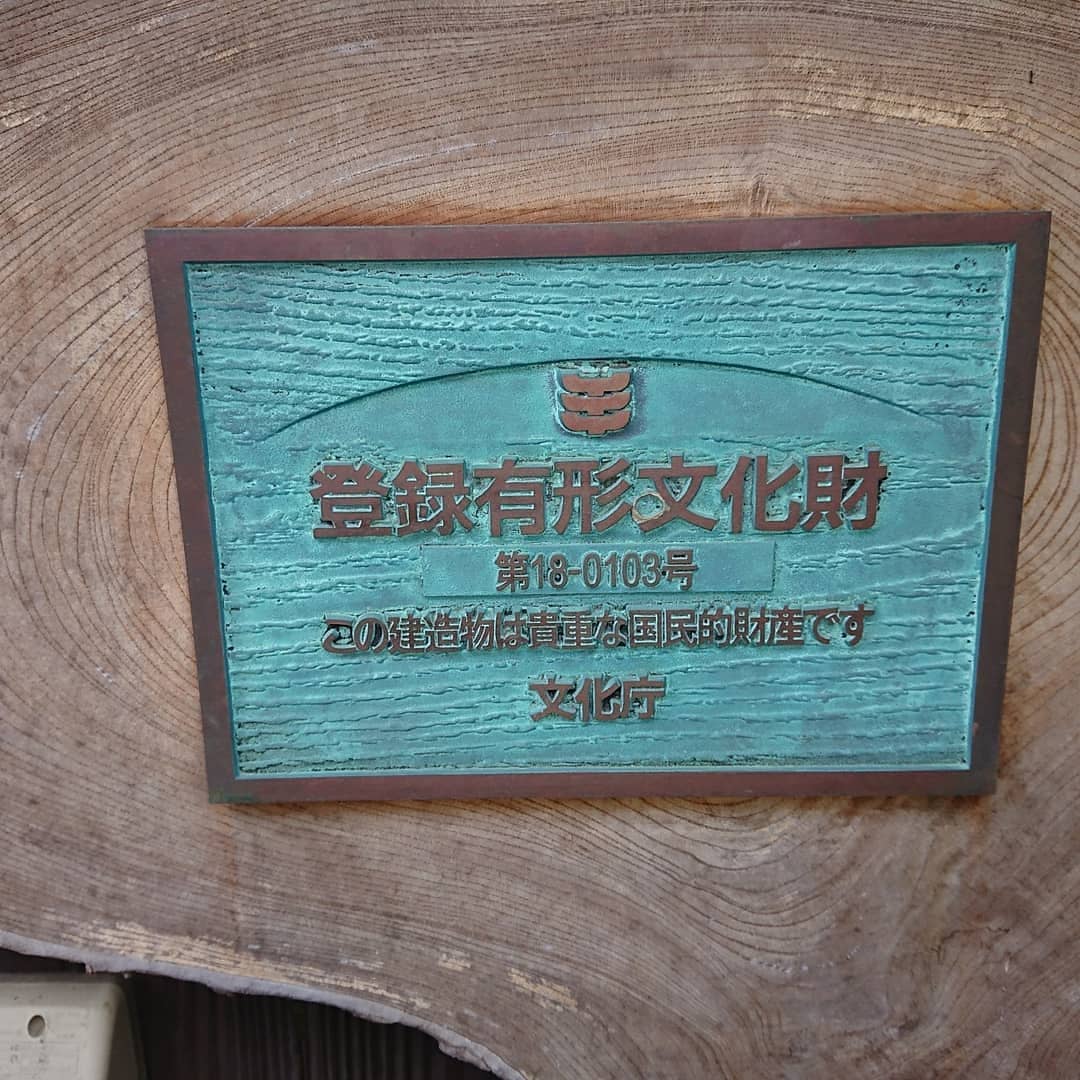 登録有形文化財
第18-0103号
この建造物は貴重な国民的財産です
文化庁